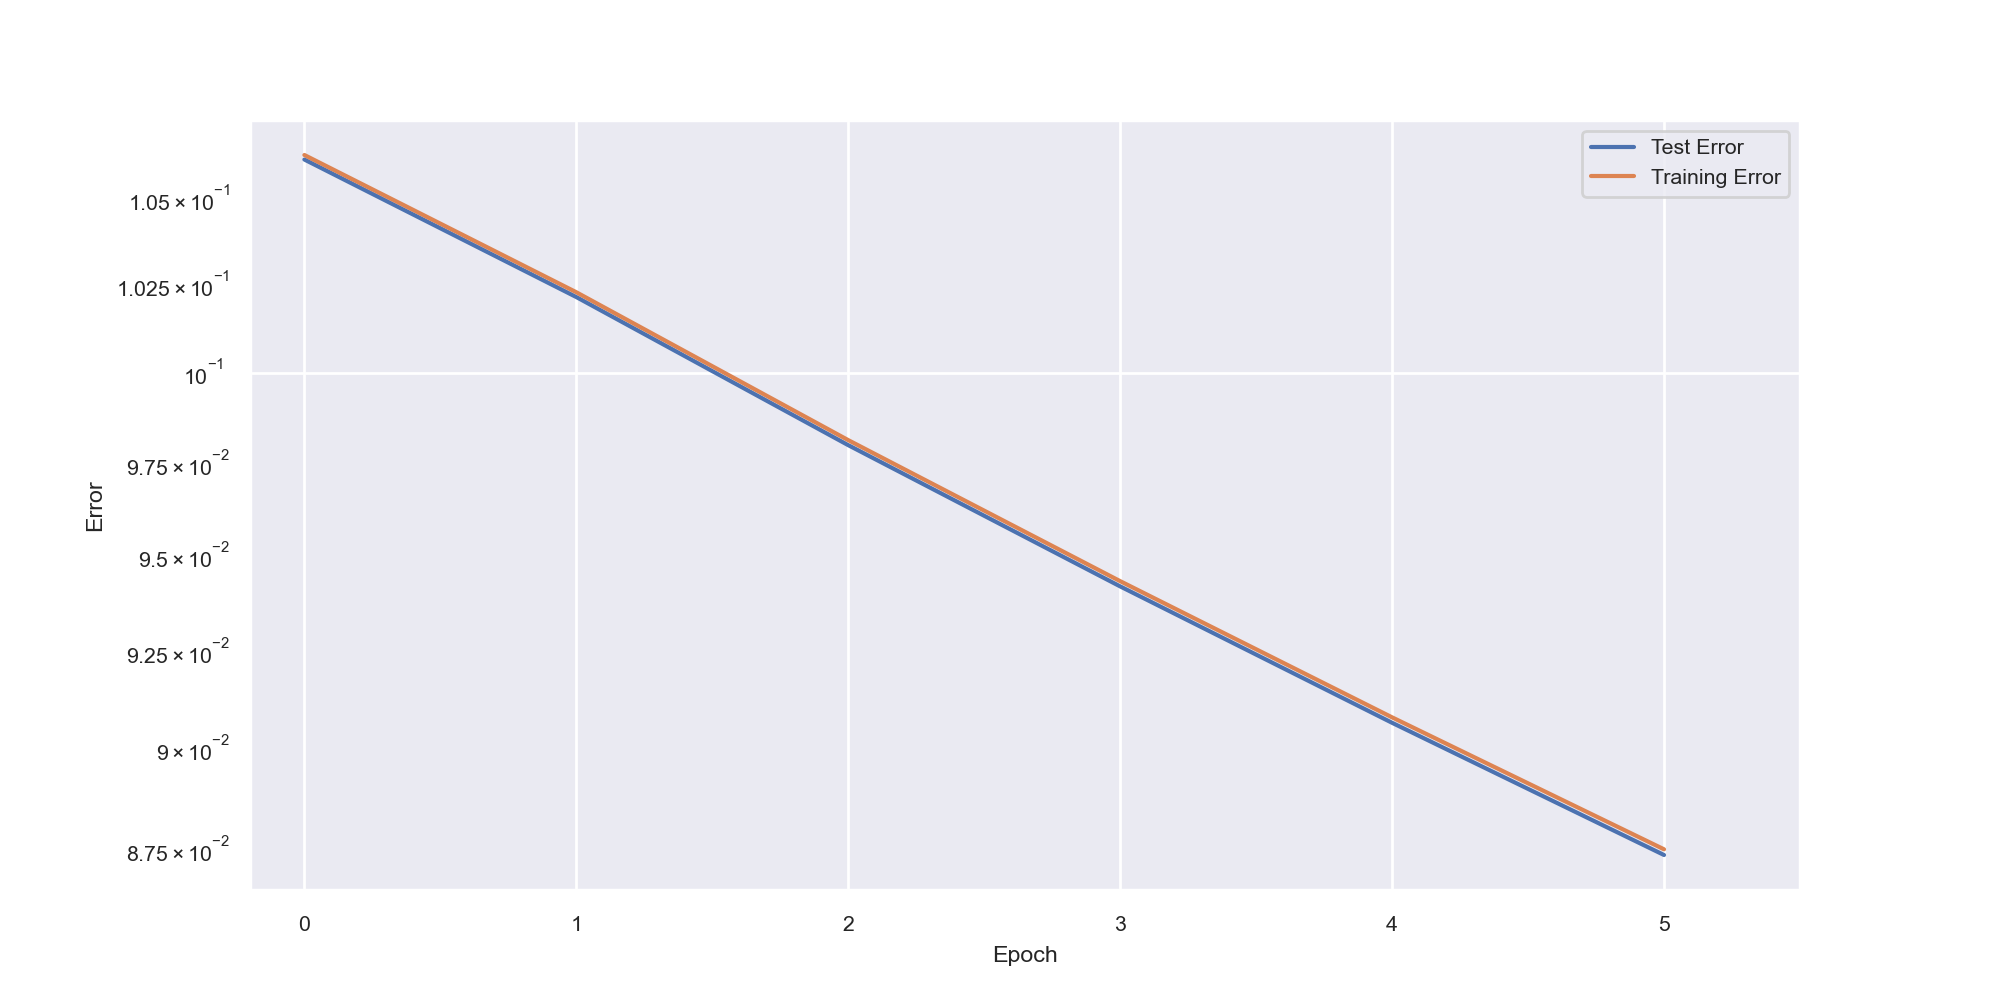 Test Error
Training Error
1.05 × 10⁻¹
1.025 × 10⁻¹
10⁻¹
9.75 × 10⁻²
9.5 × 10⁻²
9.25 × 10⁻²
9 × 10⁻²
8.75 × 10⁻²
Error
0 1 2 3 4 5
Epoch